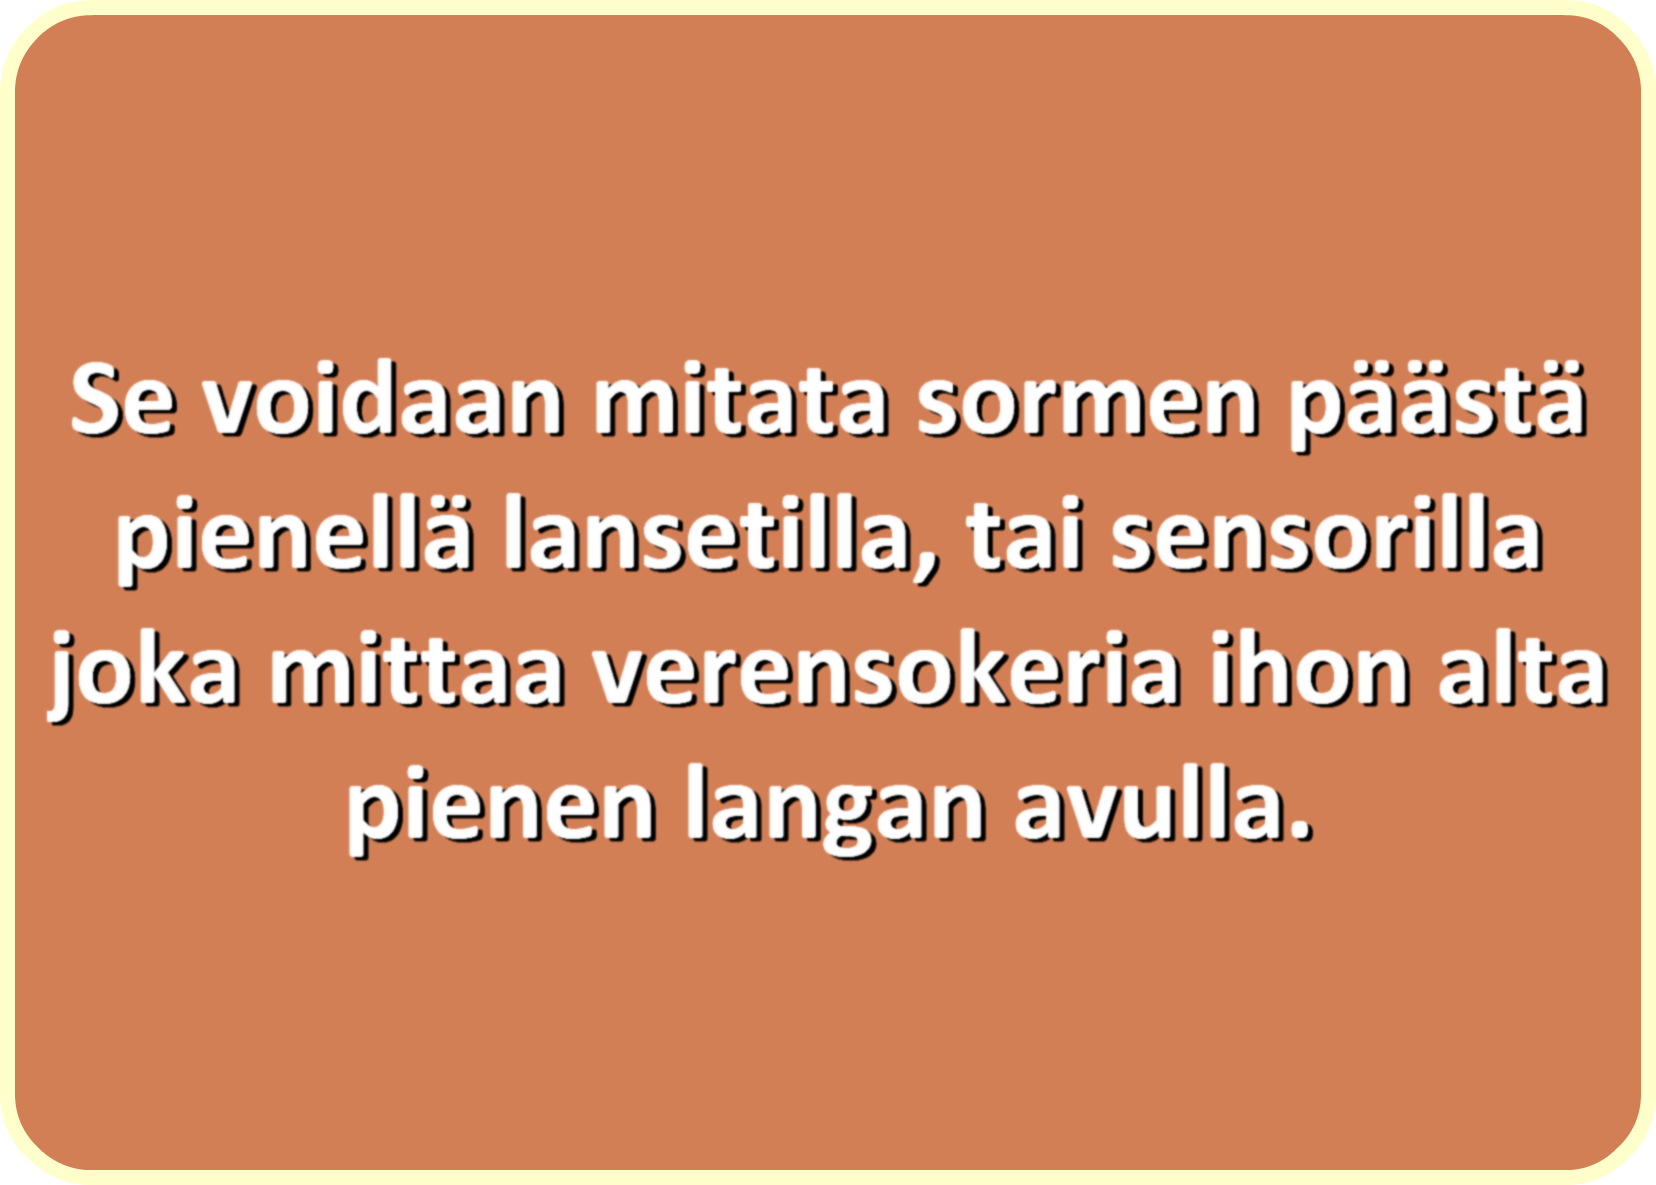 Se voidaan mitata sormen päästä
pienellä lansetilla, tai sensorilla
joka mittaa verensokeria ihon alta
pienen langan avulla.